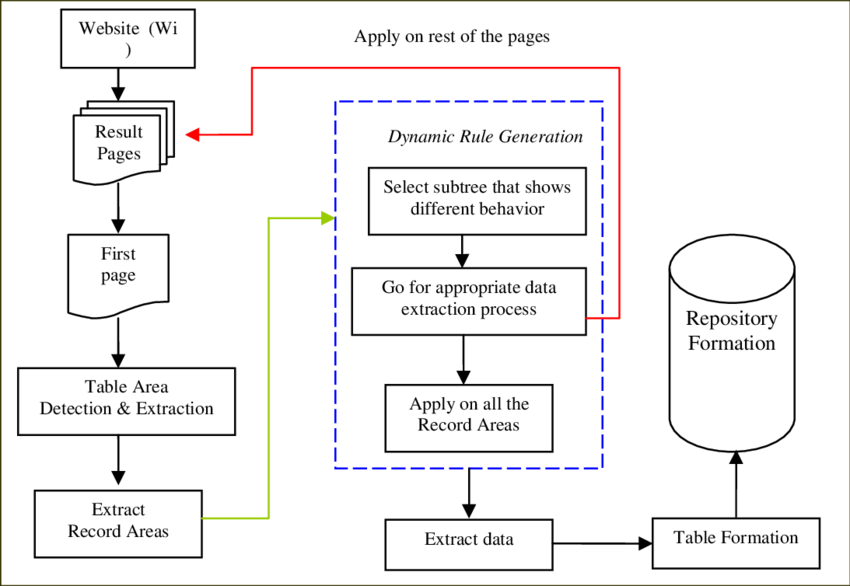 Website (Wi
)
Apply on rest of the pages
Result
Pages
Dynamic Rule Generation
Select subtree that shows
different behavior
First
page
Go for appropriate data
extraction process
Repository
Formation
Table Area
Detection & Extraction
Apply on all the
Record Areas
Extract
Record Areas
Extract data
Table Formation